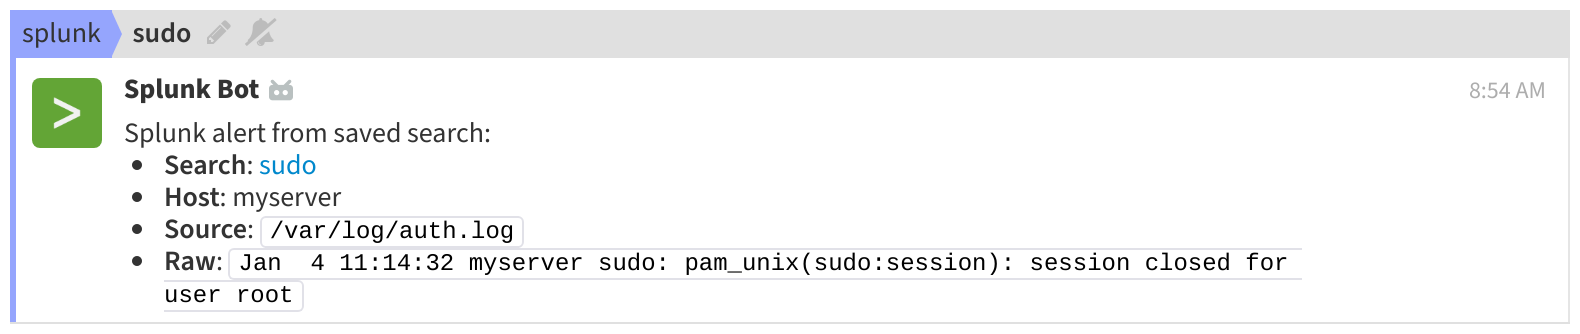 splunk sudo
Splunk Bot 8:54 AM
Splunk alert from saved search:
• Search: sudo
• Host: myserver
• Source: /var/log/auth.log
• Raw: Jan  4 11:14:32 myserver sudo: pam_unix(sudo:session): session closed for
user root